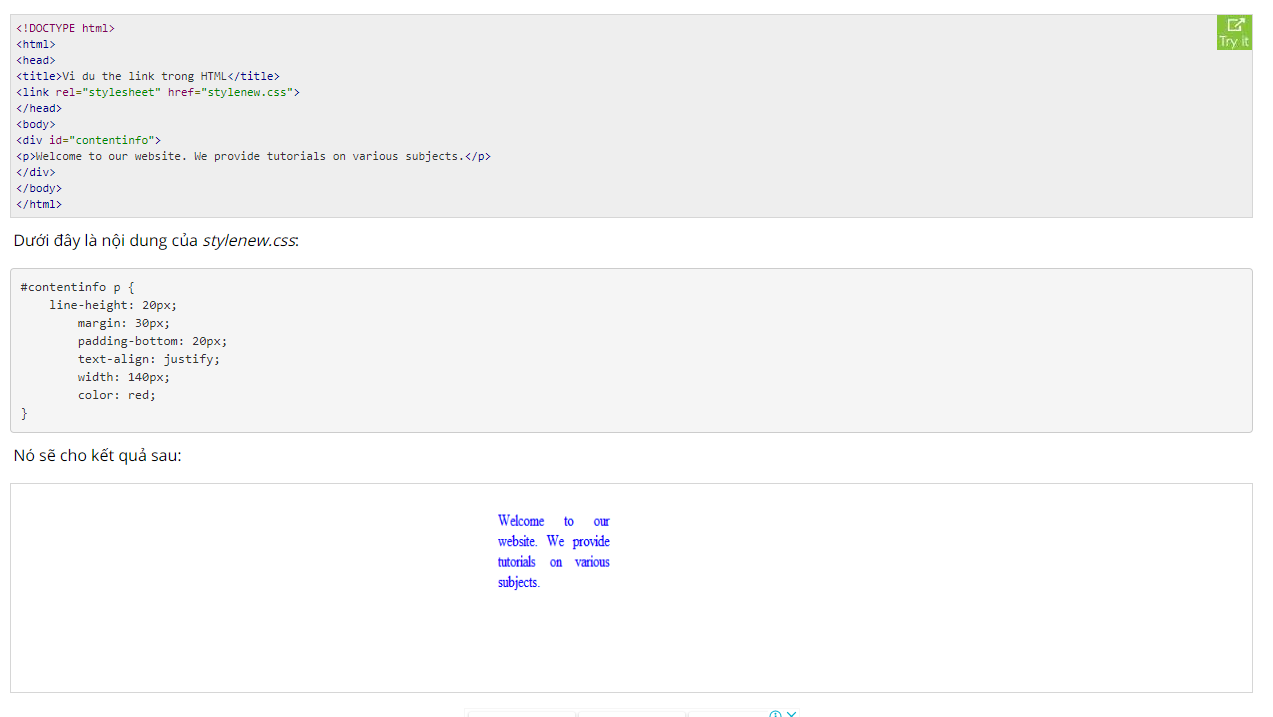 <!DOCTYPE html>
<html>
<head>
<title>Vi du the link trong HTML</title>
<link rel="stylesheet" href="stylenew.css">
</head>
<body>
<div id="contentinfo">
<p>Welcome to our website. We provide tutorials on various subjects.</p>
</div>
</body>
</html>
Try it
Dưới đây là nội dung của stylenew.css:
#contentinfo p {
    line-height: 20px;
        margin: 30px;
        padding-bottom: 20px;
        text-align: justify;
        width: 140px;
        color: red;
}
Nó sẽ cho kết quả sau:
Welcome to our
website. We provide
tutorials on various
subjects.